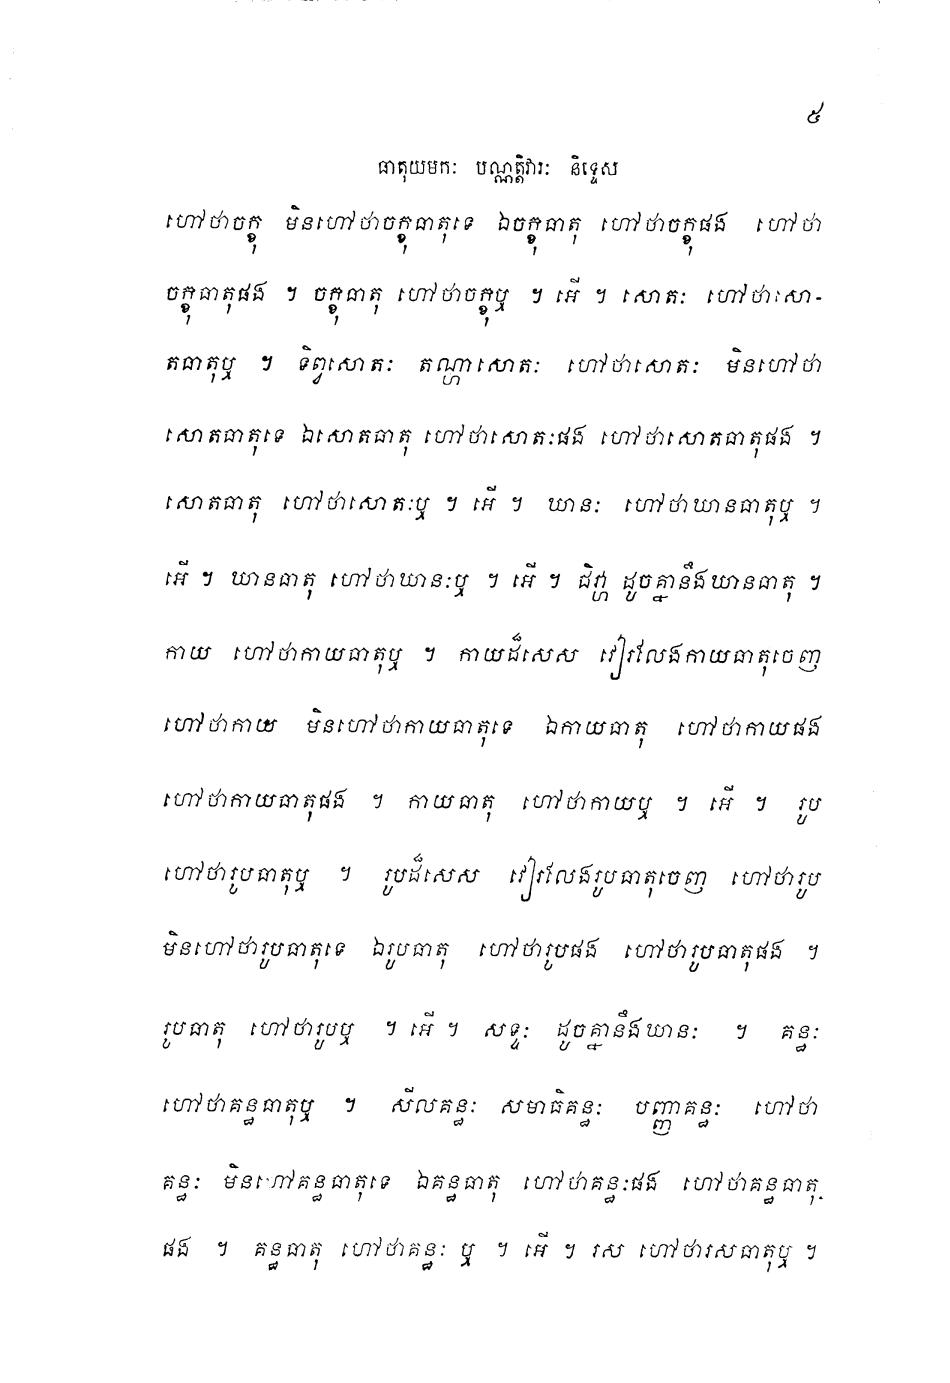 ៥
ធាតុយមកៈ បណ្ណត្តិវារៈ និទ្ទេស
ហៅថាចក្ខុ មិនហៅថាចក្ខុធាតុទេ ឯចក្ខុធាតុ ហៅថាចក្ខុផង ហៅថា
ចក្ខុធាតុផង ។ ចក្ខុធាតុ ហៅថាចក្ខុឬ ។ អើ ។ សោតៈ ហៅថាសោ-
តធាតុឬ ។ ទិព្វសោតៈ តណ្ហាសោតៈ ហៅថាសោតៈ មិនហៅថា
សោតធាតុទេ ឯសោតធាតុ ហៅថាសោតៈផង ហៅថាសោតធាតុផង ។
សោតធាតុ ហៅថាសោតៈឬ ។ អើ ។ ឃានៈ ហៅថាឃានធាតុឬ ។
អើ ។ ឃានធាតុ ហៅថាឃានៈឬ ។ អើ ។ ជិវ្ហា ដូចគ្នានឹងឃានធាតុ ។
កាយ ហៅថាកាយធាតុឬ ។ កាយដ៏សេស វៀរលែងកាយធាតុចេញ
ហៅថាកាយ មិនហៅថាកាយធាតុទេ ឯកាយធាតុ ហៅថាកាយផង
ហៅថាកាយធាតុផង ។ កាយធាតុ ហៅថាកាយឬ ។ អើ ។ រូប
ហៅថារូបធាតុឬ ។ រូបដ៏សេស វៀរលែងរូបធាតុចេញ ហៅថារូប
មិនហៅថារូបធាតុទេ ឯរូបធាតុ ហៅថារូបផង ហៅថារូបធាតុផង ។
រូបធាតុ ហៅថារូបឬ ។ អើ ។ សទ្ទៈ ដូចគ្នានឹងឃានៈ ។ គន្ធៈ
ហៅថាគន្ធធាតុឬ ។ សីលគន្ធៈ សមាធិគន្ធៈ បញ្ញាគន្ធៈ ហៅថា
គន្ធៈ មិនហៅគន្ធធាតុទេ ឯគន្ធធាតុ ហៅថាគន្ធៈផង ហៅថាគន្ធធាតុ
ផង ។ គន្ធធាតុ ហៅថាគន្ធៈ ឬ ។ អើ ។ រស ហៅថារសធាតុឬ ។